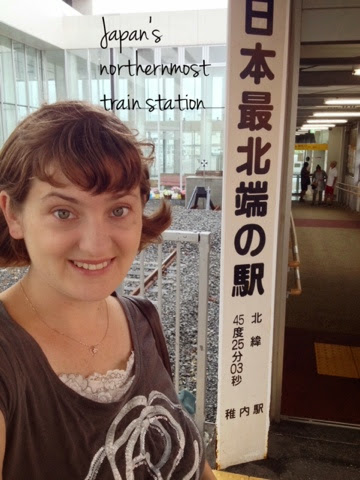 Japan's
northernmost
train station
日本最北端の駅
北緯
45度25分03秒
稚内駅